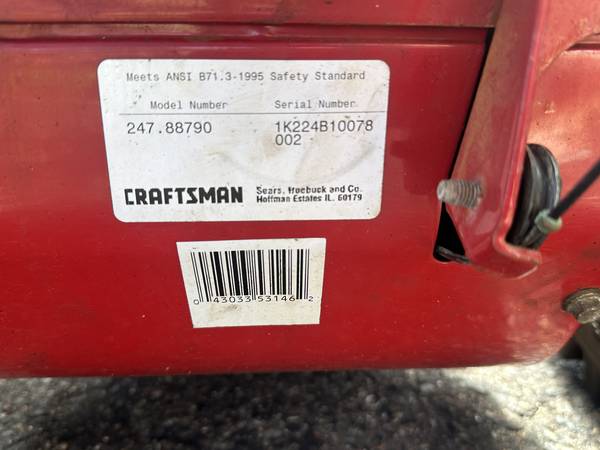 Meets ANSI B71.3-1995 Safety Standard
Model Number Serial Number
247.88790 1K224B10078
002
CRAFTSMAN Sears, Roebuck and Co.
Hoffman Estates IL. 60179
0 43033 53146 2